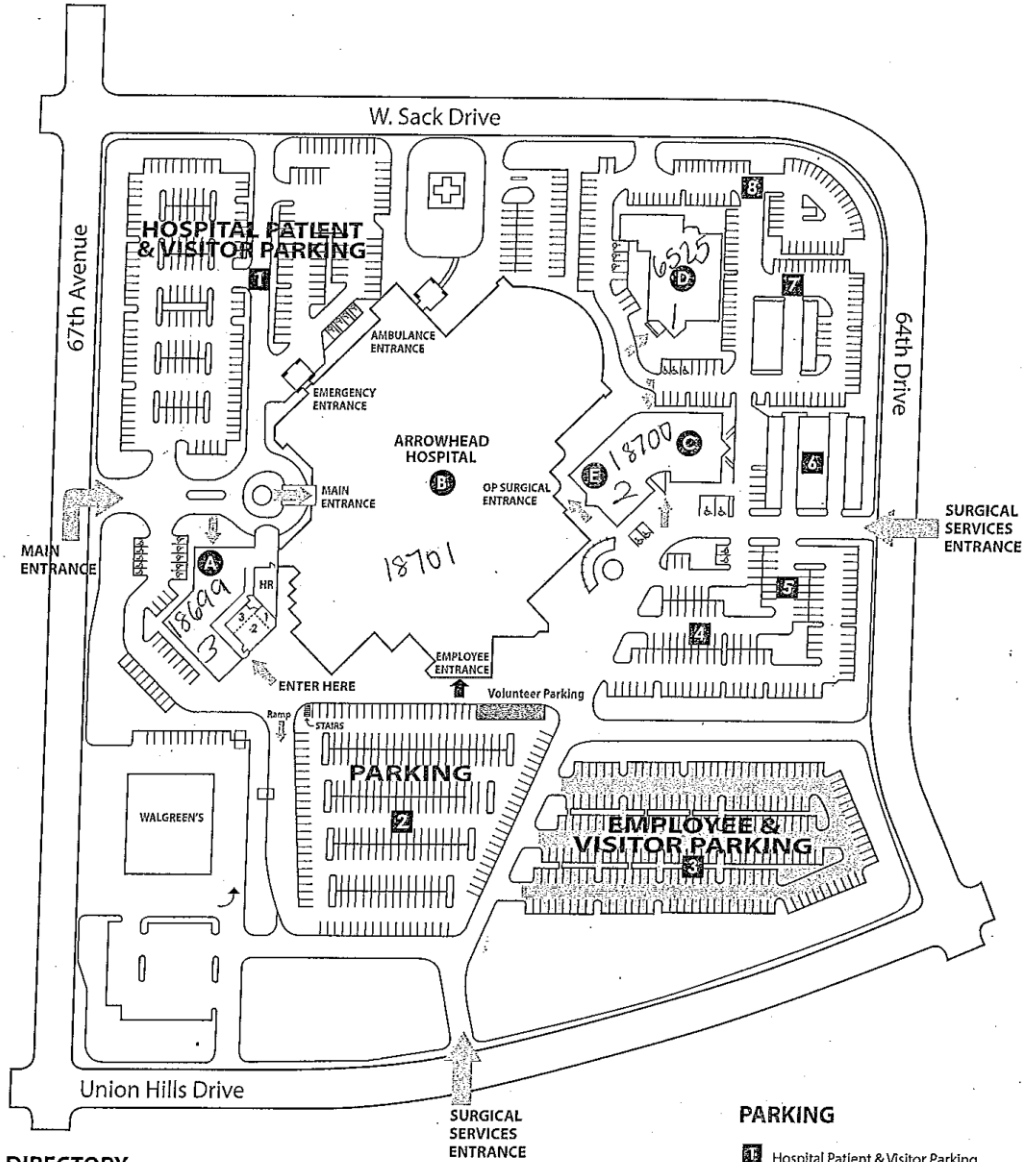 W. Sack Drive
67th Avenue
64th Drive
HOSPITAL PATIENT
& VISITOR PARKING
1
8
6525
D
7
AMBULANCE
ENTRANCE
EMERGENCY
ENTRANCE
ARROWHEAD
HOSPITAL
B
18700
C
E
2
6
OP SURGICAL
ENTRANCE
MAIN
ENTRANCE
MAIN
ENTRANCE
SURGICAL
SERVICES
ENTRANCE
18701
A
HR
18699
3
3
1
2
5
4
EMPLOYEE
ENTRANCE
ENTER HERE
Volunteer Parking
Ramp
STAIRS
PARKING
2
WALGREEN'S
EMPLOYEE &
VISITOR PARKING
3
Union Hills Drive
SURGICAL
SERVICES
ENTRANCE
PARKING
1 Hospital Patient & Visitor Parking
DIRECTORY